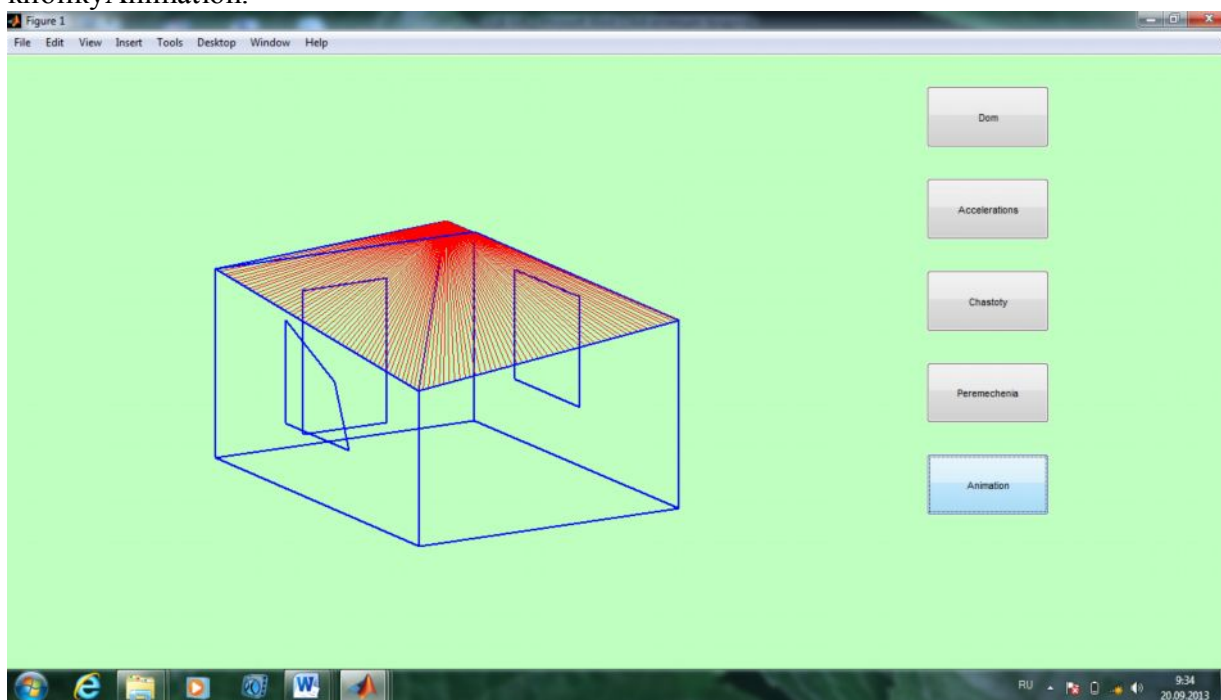 knopkyAnimation.
Figure 1
File Edit View Insert Tools Desktop Window Help
Dom
Accelerations
Chastoty
Peremechenia
Animation
RU
9:34
20.09.2013